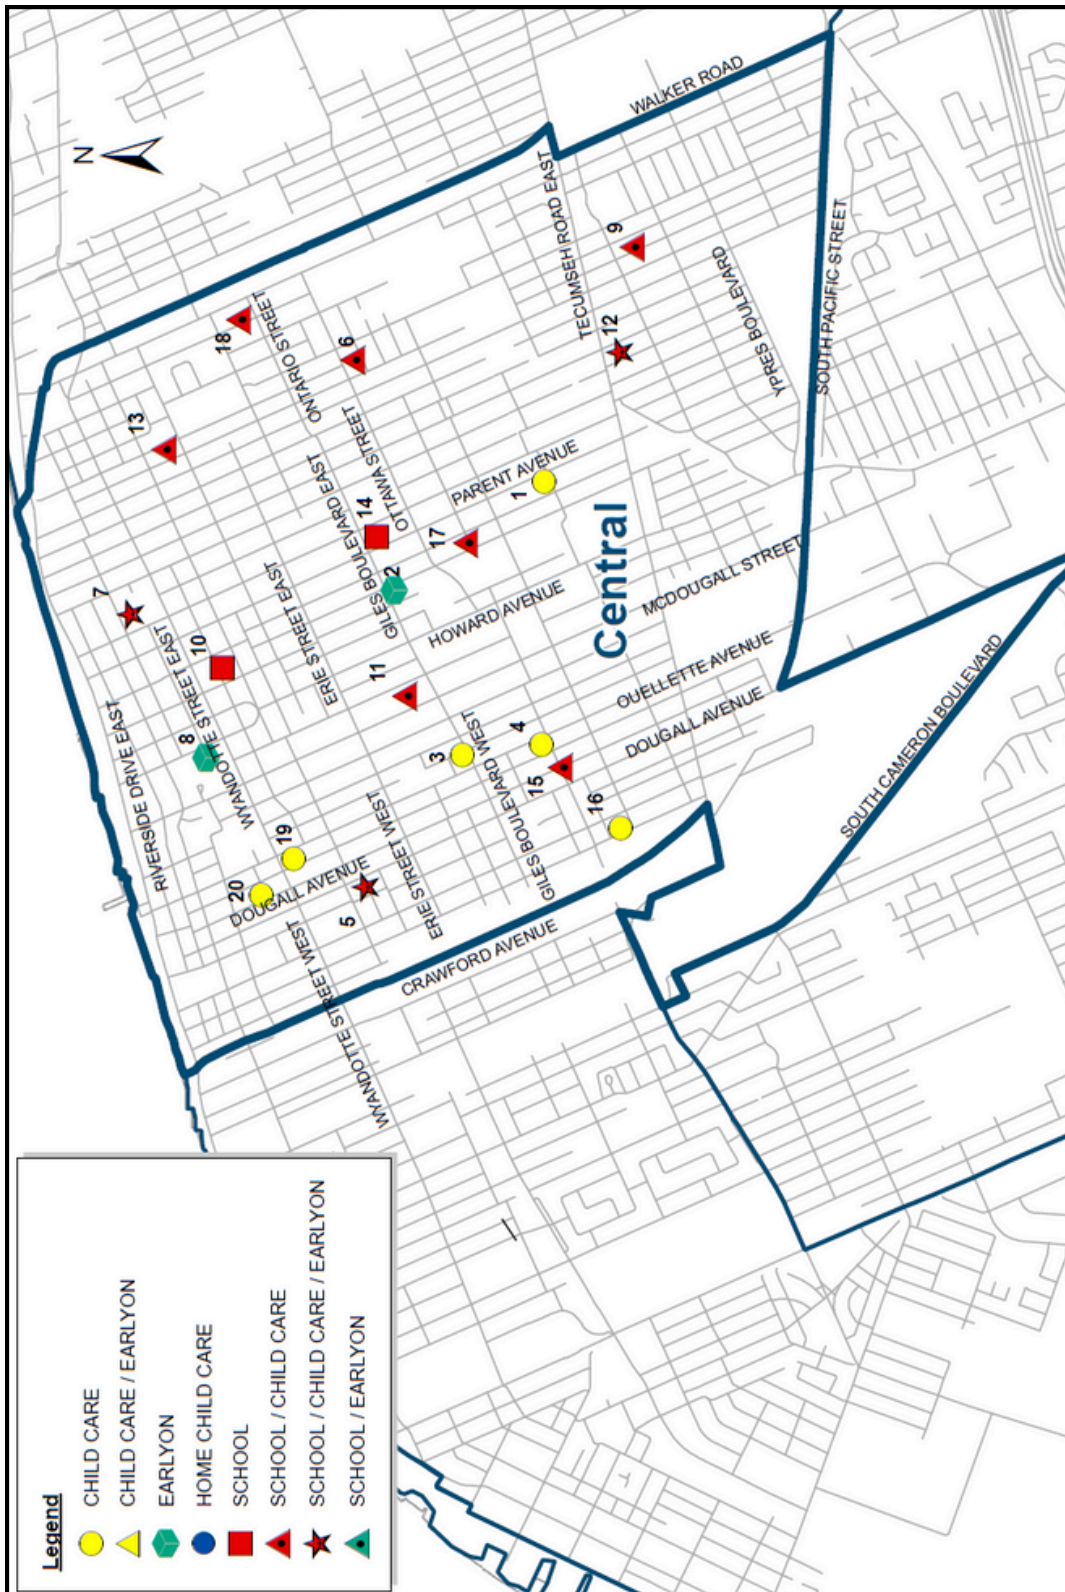 Legend
CHILD CARE
CHILD CARE / EARLYON
EARLYON
HOME CHILD CARE
SCHOOL
SCHOOL / CHILD CARE
SCHOOL / CHILD CARE / EARLYON
SCHOOL / EARLYON
N
Central
WALKER ROAD
TECUMSEH ROAD EAST
YPRES BOULEVARD
SOUTH PACIFIC STREET
ONTARIO STREET
OTTAWA STREET
PARENT AVENUE
GILES BOULEVARD EAST
HOWARD AVENUE
MCDOUGALL STREET
ERIE STREET EAST
WYANDOTTE STREET EAST
RIVERSIDE DRIVE EAST
OUELLETTE AVENUE
DOUGALL AVENUE
GILES BOULEVARD WEST
ERIE STREET WEST
DOUGALL AVENUE
WYANDOTTE STREET WEST
CRAWFORD AVENUE
SOUTH CAMERON BOULEVARD
1
2
3
4
5
6
7
8
9
10
11
12
13
14
15
16
17
18
19
20